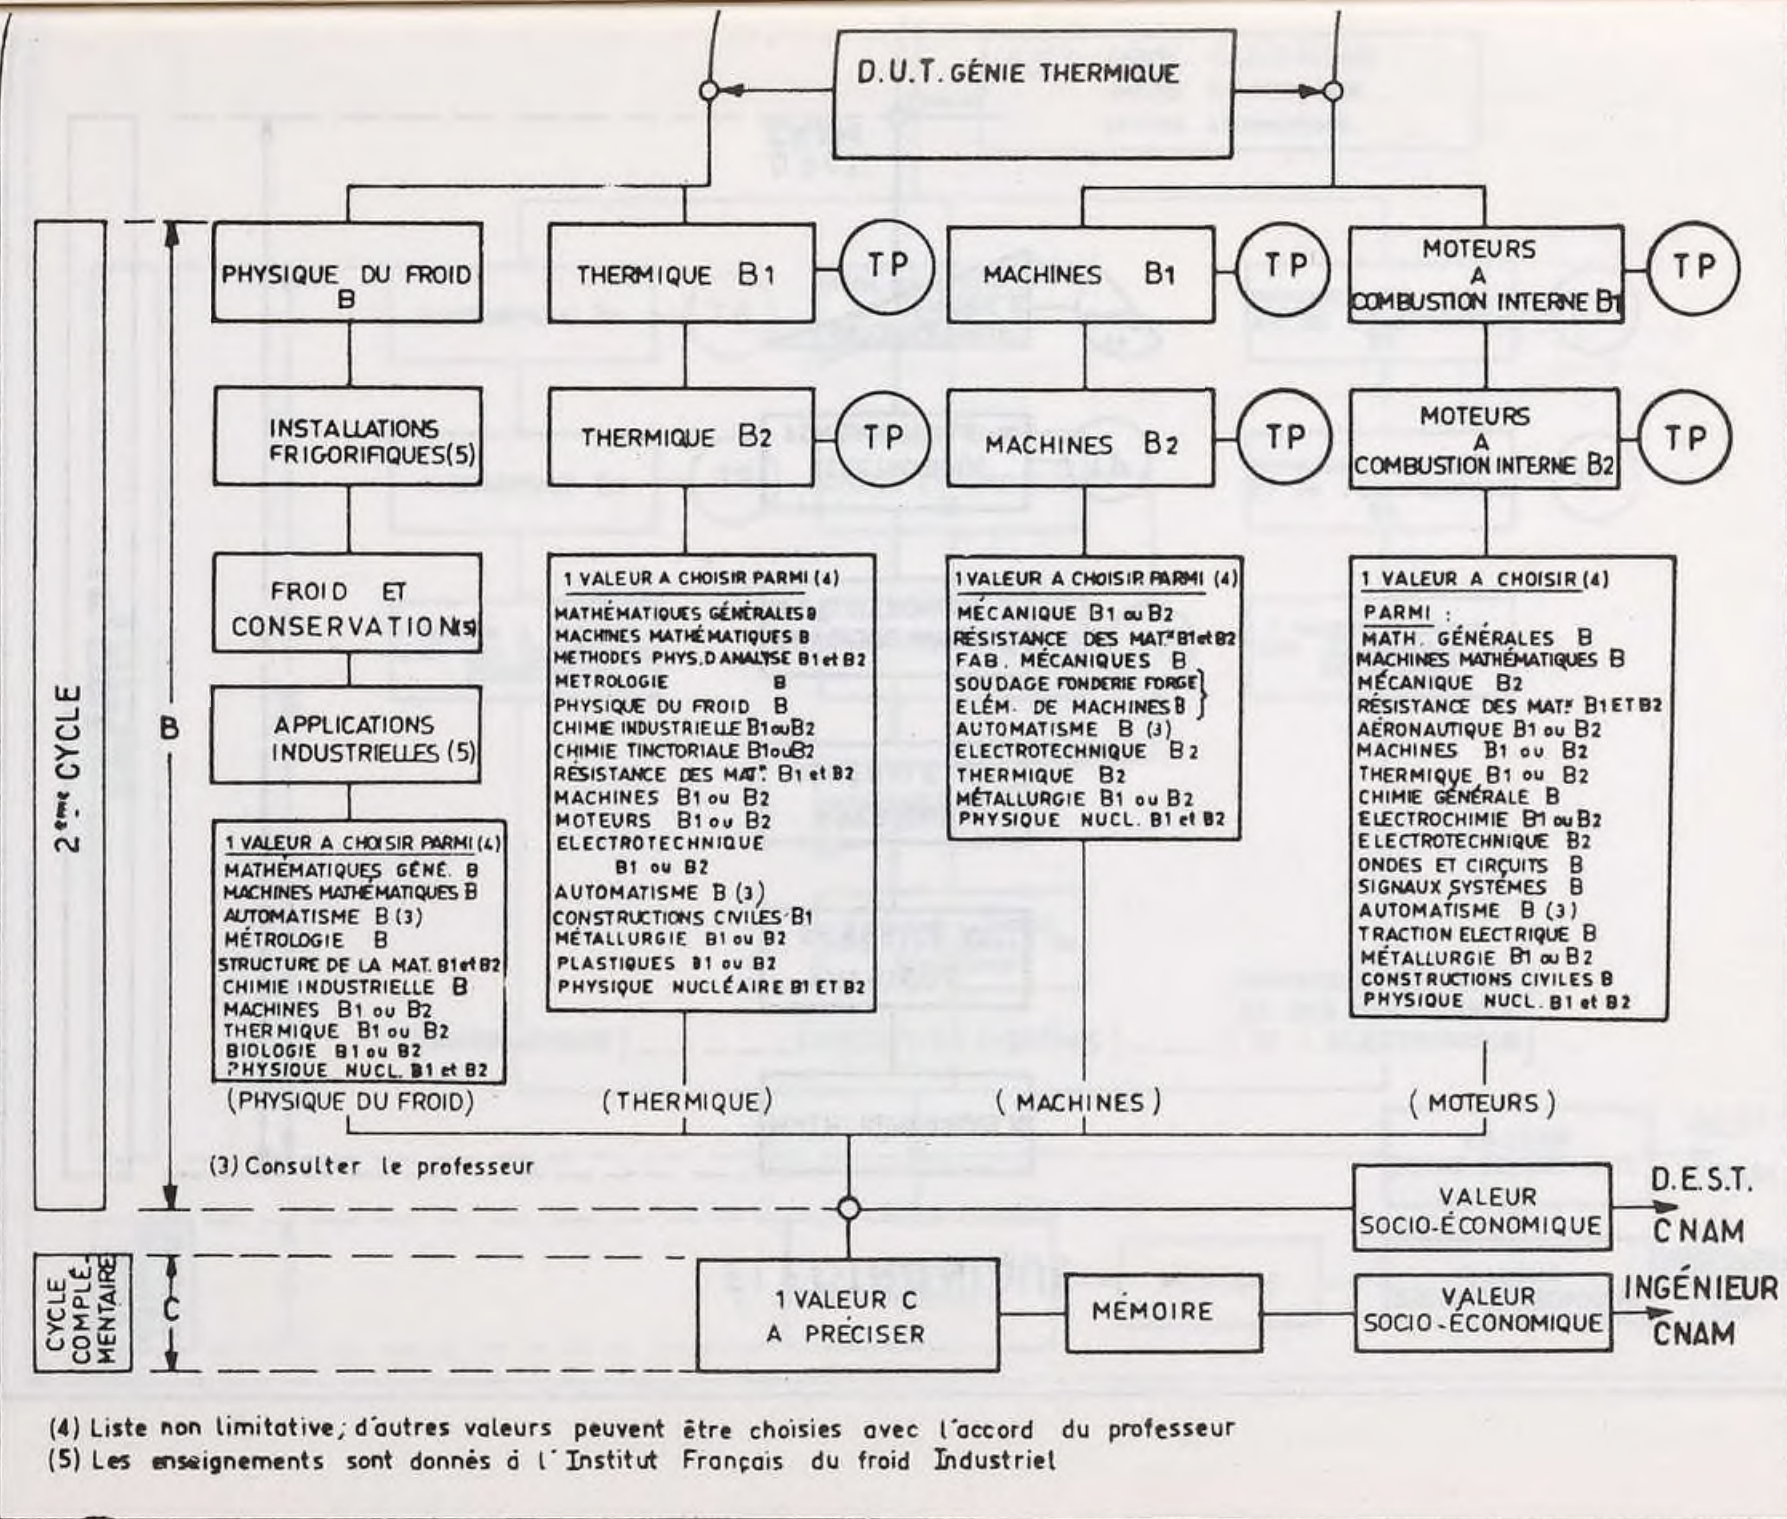 D.U.T. GÉNIE THERMIQUE
2ème CYCLE
B
PHYSIQUE DU FROID
B
INSTALLATIONS
FRIGORIFIQUES(5)
FROID ET
CONSERVATION(5)
APPLICATIONS
INDUSTRIELLES (5)
1 VALEUR A CHOISIR PARMI (4)
MATHÉMATIQUES GÉNÉ. B
MACHINES MATHÉMATIQUES B
AUTOMATISME B (3)
MÉTROLOGIE B
STRUCTURE DE LA MAT. B1 et B2
CHIMIE INDUSTRIELLE B
MACHINES B1 ou B2
THERMIQUE B1 ou B2
BIOLOGIE B1 ou B2
PHYSIQUE NUCL. B1 et B2
(PHYSIQUE DU FROID)
THERMIQUE B1
TP
THERMIQUE B2
TP
1 VALEUR A CHOISIR PARMI (4)
MATHÉMATIQUES GÉNÉRALES B
MACHINES MATHÉMATIQUES B
METHODES PHYS. D ANALYSE B1 et B2
METROLOGIE B
PHYSIQUE DU FROID B
CHIMIE INDUSTRIELLE B1 ou B2
CHIMIE TINCTORIALE B1 ou B2
RÉSISTANCE DES MATx. B1 et B2
MACHINES B1 ou B2
MOTEURS B1 ou B2
ELECTROTECHNIQUE
B1 ou B2
AUTOMATISME B (3)
CONSTRUCTIONS CIVILES B1
MÉTALLURGIE B1 ou B2
PLASTIQUES B1 ou B2
PHYSIQUE NUCLÉAIRE B1 ET B2
(THERMIQUE)
MACHINES B1
TP
MACHINES B2
TP
1 VALEUR A CHOISIR PARMI (4)
MÉCANIQUE B1 ou B2
RÉSISTANCE DES MATx B1 et B2
FAB. MÉCANIQUES B
SOUDAGE FONDERIE FORGE
ELÉM. DE MACHINES B
AUTOMATISME B (3)
ELECTROTECHNIQUE B2
THERMIQUE B2
MÉTALLURGIE B1 ou B2
PHYSIQUE NUCL. B1 et B2
(MACHINES)
MOTEURS
A
COMBUSTION INTERNE B1
TP
MOTEURS
A
COMBUSTION INTERNE B2
TP
1 VALEUR A CHOISIR (4)
PARMI :
MATH. GÉNÉRALES B
MACHINES MATHÉMATIQUES B
MÉCANIQUE B2
RÉSISTANCE DES MATx B1 ET B2
AÉRONAUTIQUE B1 ou B2
MACHINES B1 ou B2
THERMIQUE B1 ou B2
CHIMIE GÉNÉRALE B
ELECTROCHIMIE B1 ou B2
ELECTROTECHNIQUE B2
ONDES ET CIRCUITS B
SIGNAUX SYSTÈMES B
AUTOMATISME B (3)
TRACTION ELECTRIQUE B
MÉTALLURGIE B1 ou B2
CONSTRUCTIONS CIVILES B
PHYSIQUE NUCL. B1 et B2
(MOTEURS)
(3) Consulter le professeur
VALEUR
SOCIO-ÉCONOMIQUE
D.E.S.T.
CNAM
CYCLE
COMPLÉ-
MENTAIRE
C
1 VALEUR C
A PRÉCISER
MÉMOIRE
VALEUR
SOCIO-ÉCONOMIQUE
INGÉNIEUR
CNAM
(4) Liste non limitative; d'autres valeurs peuvent être choisies avec l'accord du professeur
(5) Les enseignements sont donnés à l'Institut Français du froid Industriel